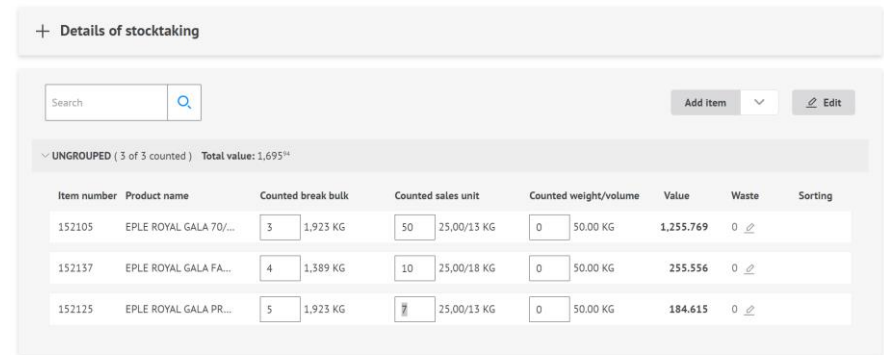 Details of stocktaking
Search
Add item
Edit
UNGROUPED ( 3 of 3 counted ) Total value: 1,695⁹⁴
Item number Product name Counted break bulk Counted sales unit Counted weight/volume Value Waste Sorting
152105 EPLE ROYAL GALA 70/... 3 1,923 KG 50 25,00/13 KG 0 50.00 KG 1,255.769 0
152137 EPLE ROYAL GALA FA... 4 1,389 KG 10 25,00/18 KG 0 50.00 KG 255.556 0
152125 EPLE ROYAL GALA PR... 5 1,923 KG 7 25,00/13 KG 0 50.00 KG 184.615 0